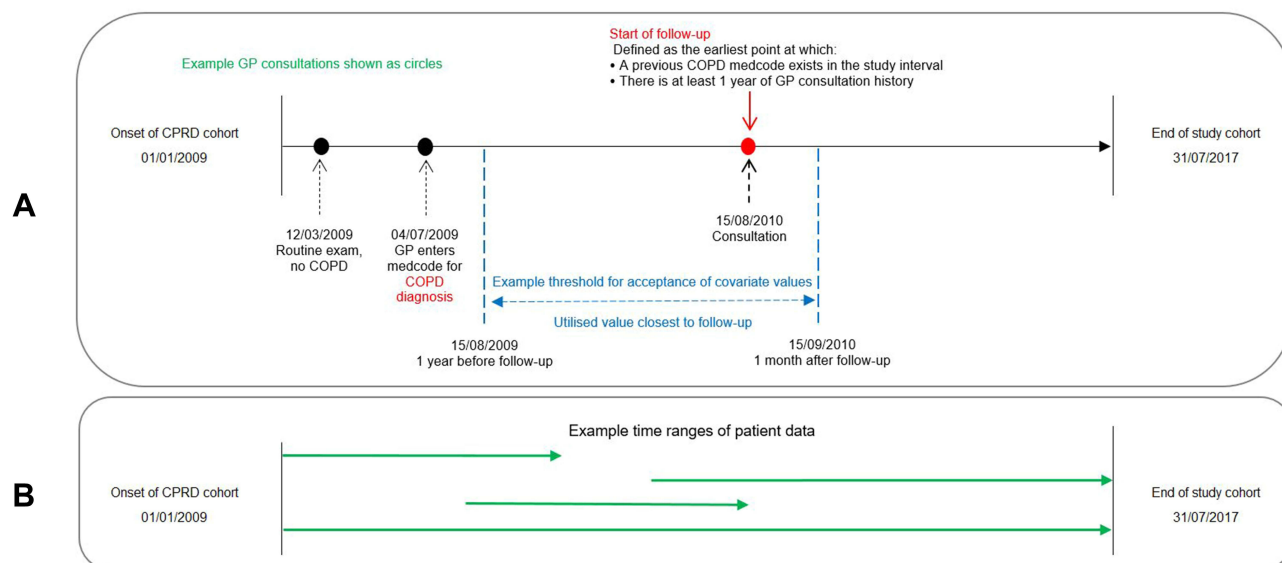 A
Start of follow-up
Defined as the earliest point at which:
• A previous COPD medcode exists in the study interval
• There is at least 1 year of GP consultation history
Example GP consultations shown as circles
Onset of CPRD cohort
01/01/2009
End of study cohort
31/07/2017
12/03/2009
Routine exam,
no COPD
04/07/2009
GP enters
medcode for
COPD
diagnosis
15/08/2010
Consultation
Example threshold for acceptance of covariate values
Utilised value closest to follow-up
15/08/2009
1 year before follow-up
15/09/2010
1 month after follow-up
B
Example time ranges of patient data
Onset of CPRD cohort
01/01/2009
End of study cohort
31/07/2017